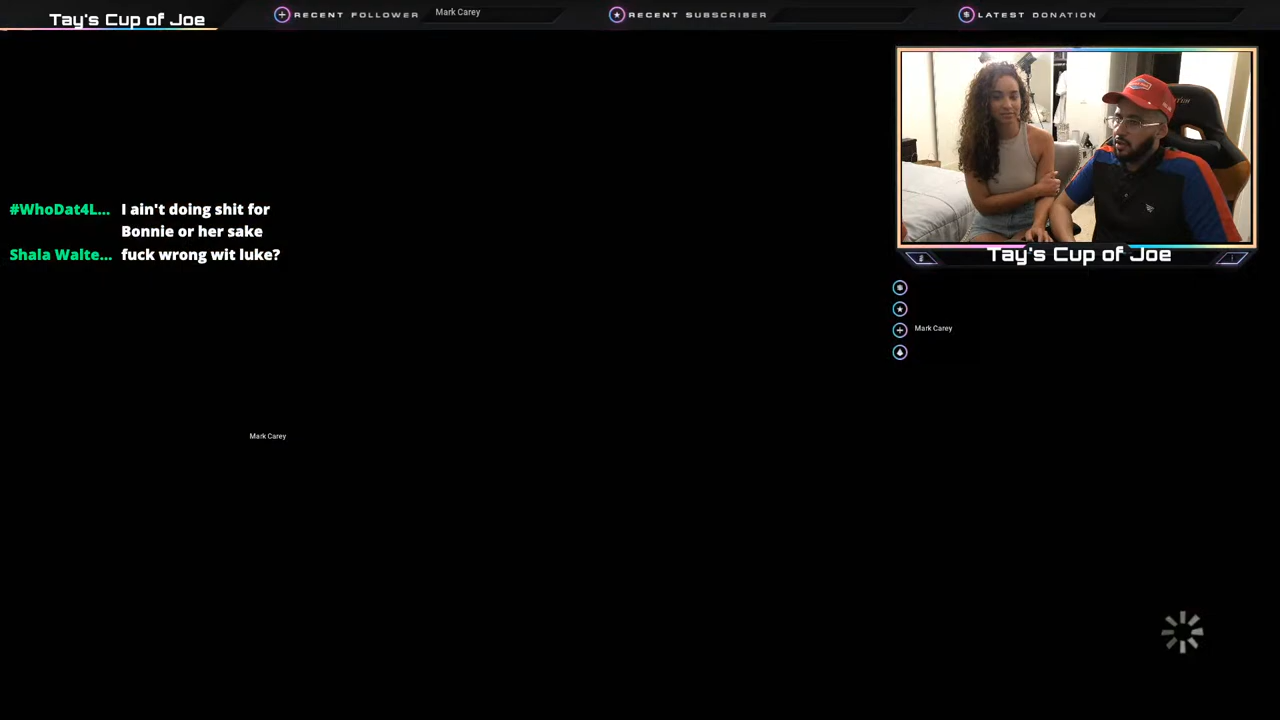 Tay's Cup of Joe
RECENT FOLLOWER
Mark Carey
RECENT SUBSCRIBER
LATEST DONATION
#WhoDat4L... I ain't doing shit for
Bonnie or her sake
Shala Walte... fuck wrong wit luke?
Tay's Cup of Joe
Mark Carey
Mark Carey